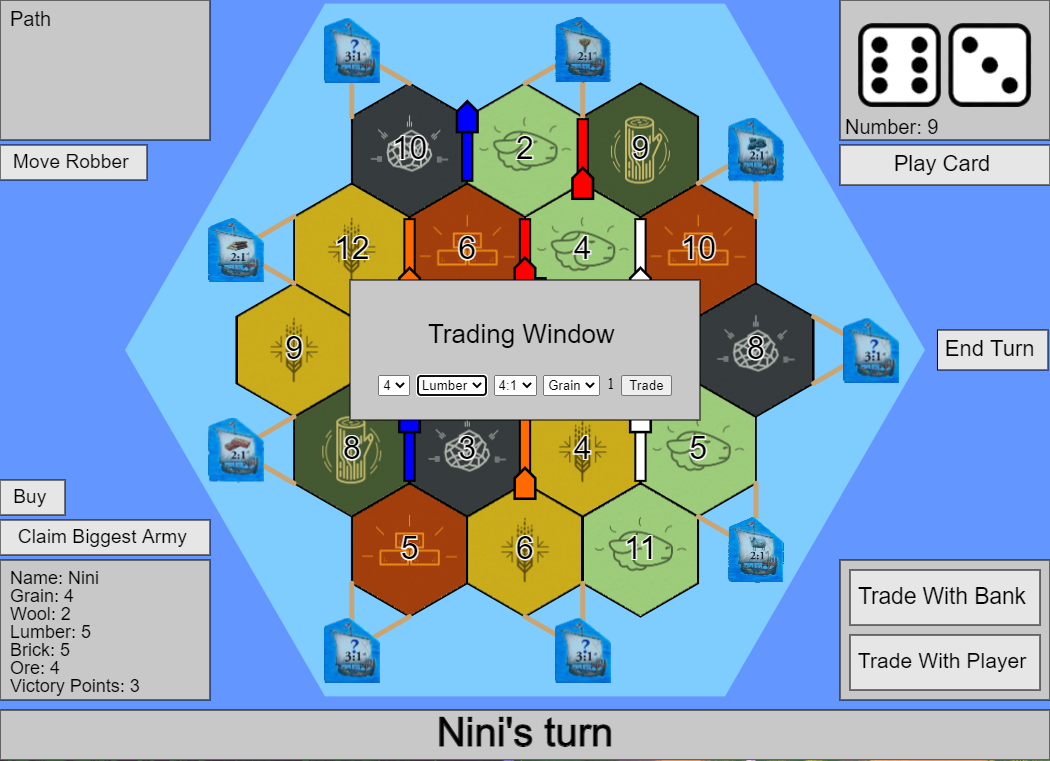 Path
Move Robber
?
3:1
2:1
Number: 9
Play Card
10
2
9
2:1
2:1
12
6
4
10
9
Trading Window
4 Lumber 4:1 Grain 1 Trade
8
?
3:1
End Turn
2:1
8
3
4
5
Buy
Claim Biggest Army
5
6
11
2:1
Name: Nini
Grain: 4
Wool: 2
Lumber: 5
Brick: 5
Ore: 4
Victory Points: 3
?
3:1
?
3:1
Trade With Bank
Trade With Player
Nini's turn